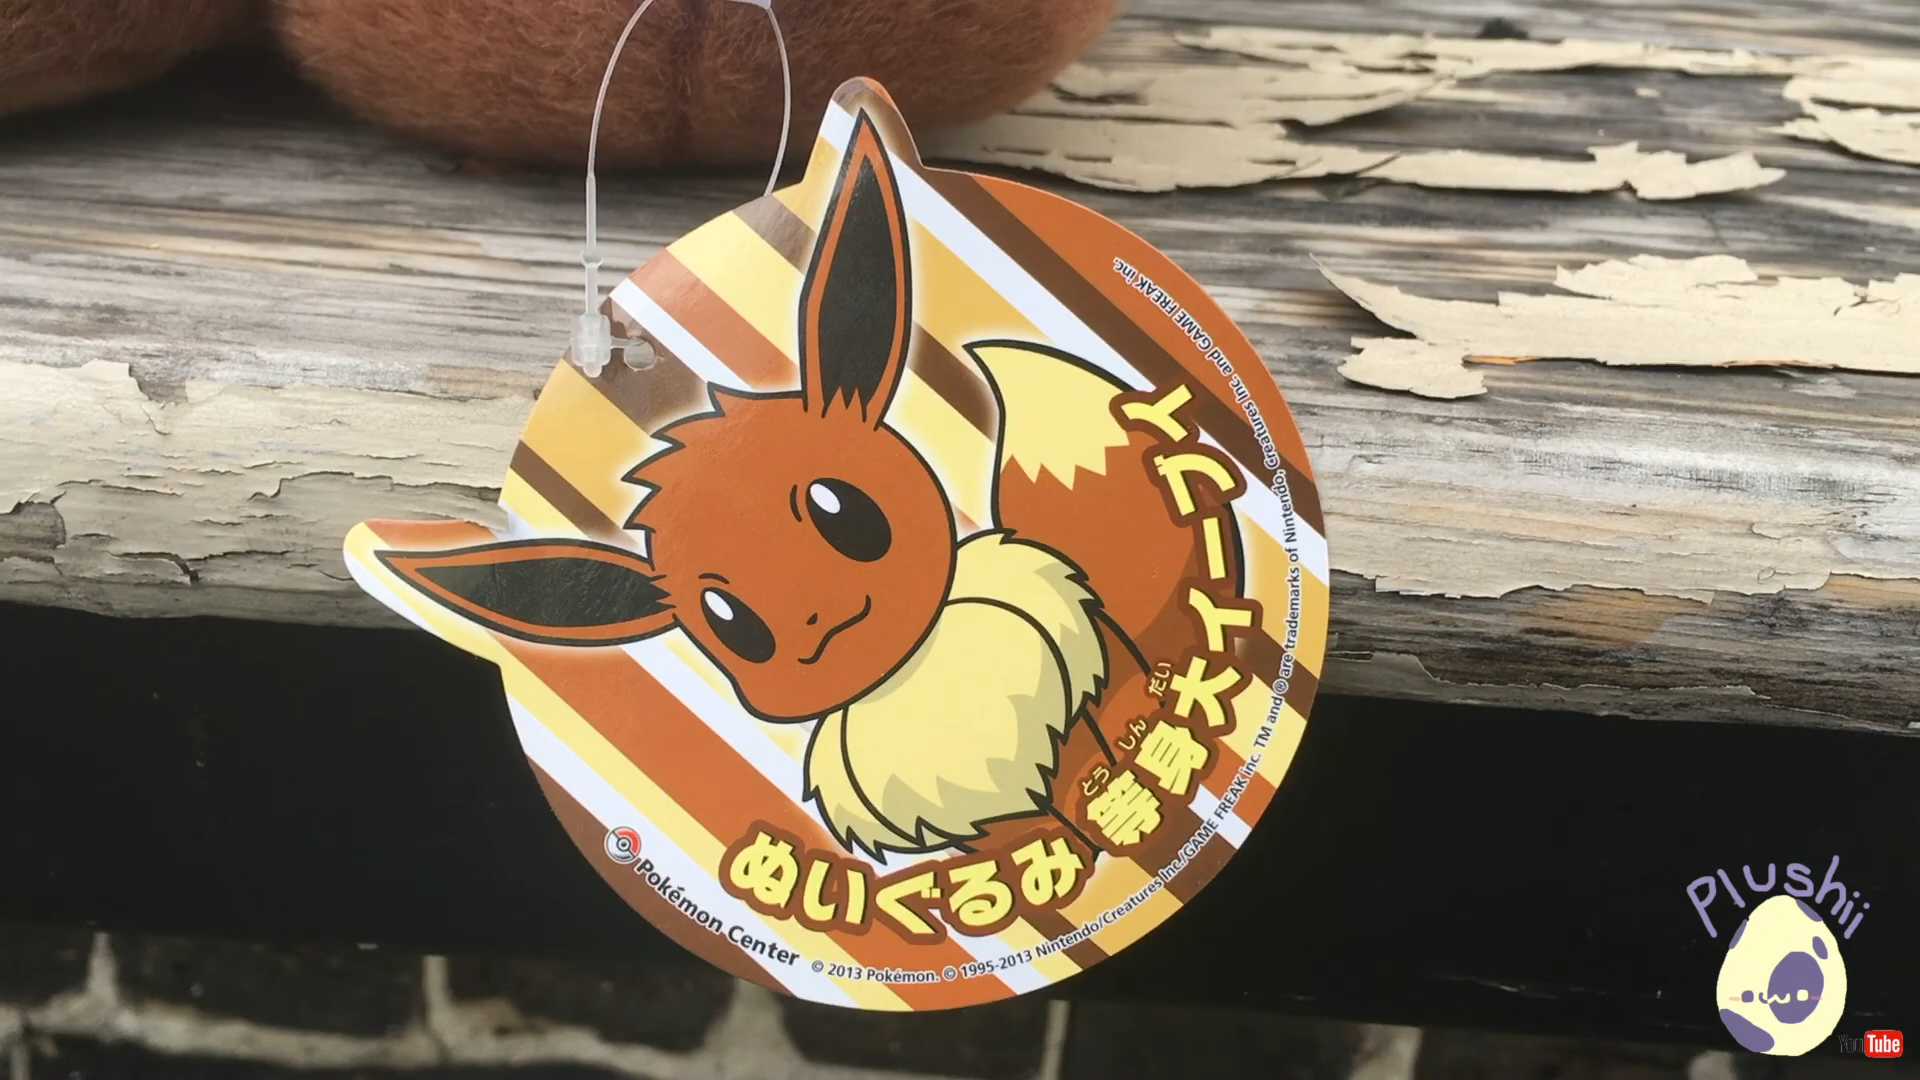 ぬいぐるみ 等身大イーブイ
とう しん だい
Pokémon Center
© 2013 Pokémon. © 1995-2013 Nintendo/Creatures Inc./GAME FREAK inc. TM and ® are trademarks of Nintendo, Creatures Inc. and GAME FREAK inc.
Plushii
YouTube